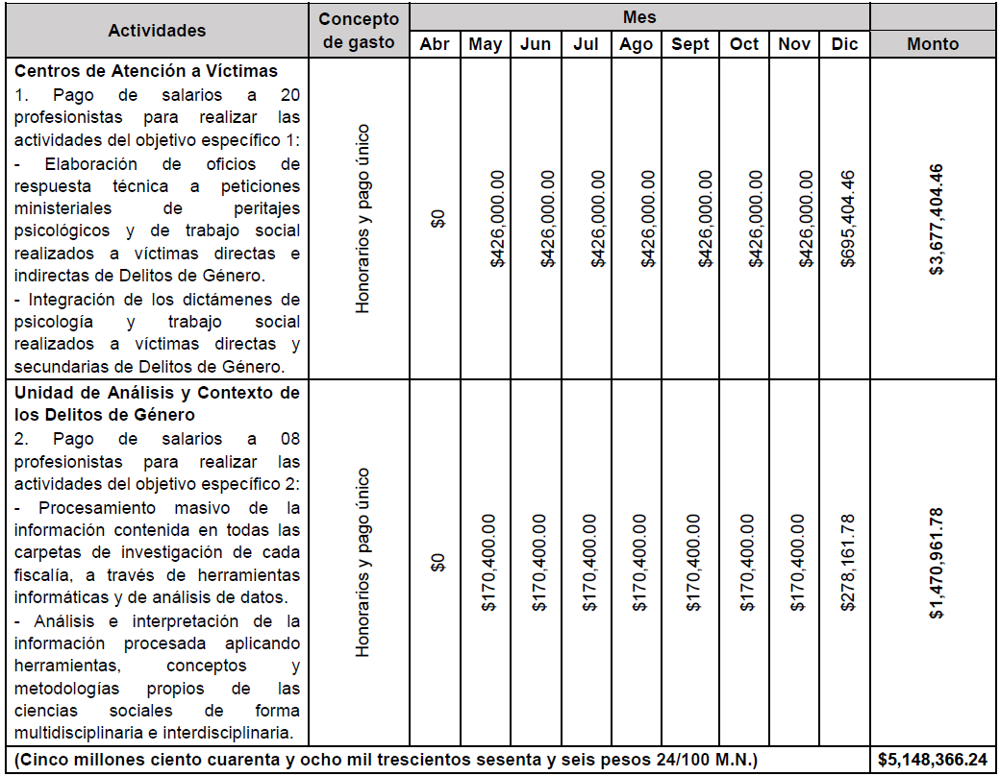 Actividades
Concepto
de gasto
Mes
Abr May Jun Jul Ago Sept Oct Nov Dic Monto
Centros de Atención a Víctimas
1. Pago de salarios a 20
profesionistas para realizar las
actividades del objetivo específico 1:
- Elaboración de oficios de
respuesta técnica a peticiones
ministeriales de peritajes
psicológicos y de trabajo social
realizados a víctimas directas e
indirectas de Delitos de Género.
- Integración de los dictámenes de
psicología y trabajo social
realizados a víctimas directas y
secundarias de Delitos de Género.
Honorarios y pago único
$0
$426,000.00
$426,000.00
$426,000.00
$426,000.00
$426,000.00
$426,000.00
$426,000.00
$695,404.46
$3,677,404.46
Unidad de Análisis y Contexto de
los Delitos de Género
2. Pago de salarios a 08
profesionistas para realizar las
actividades del objetivo específico 2:
- Procesamiento masivo de la
información contenida en todas las
carpetas de investigación de cada
fiscalía, a través de herramientas
informáticas y de análisis de datos.
- Análisis e interpretación de la
información procesada aplicando
herramientas, conceptos y
metodologías propios de las
ciencias sociales de forma
multidisciplinaria e interdisciplinaria.
Honorarios y pago único
$0
$170,400.00
$170,400.00
$170,400.00
$170,400.00
$170,400.00
$170,400.00
$170,400.00
$278,161.78
$1,470,961.78
(Cinco millones ciento cuarenta y ocho mil trescientos sesenta y seis pesos 24/100 M.N.) $5,148,366.24